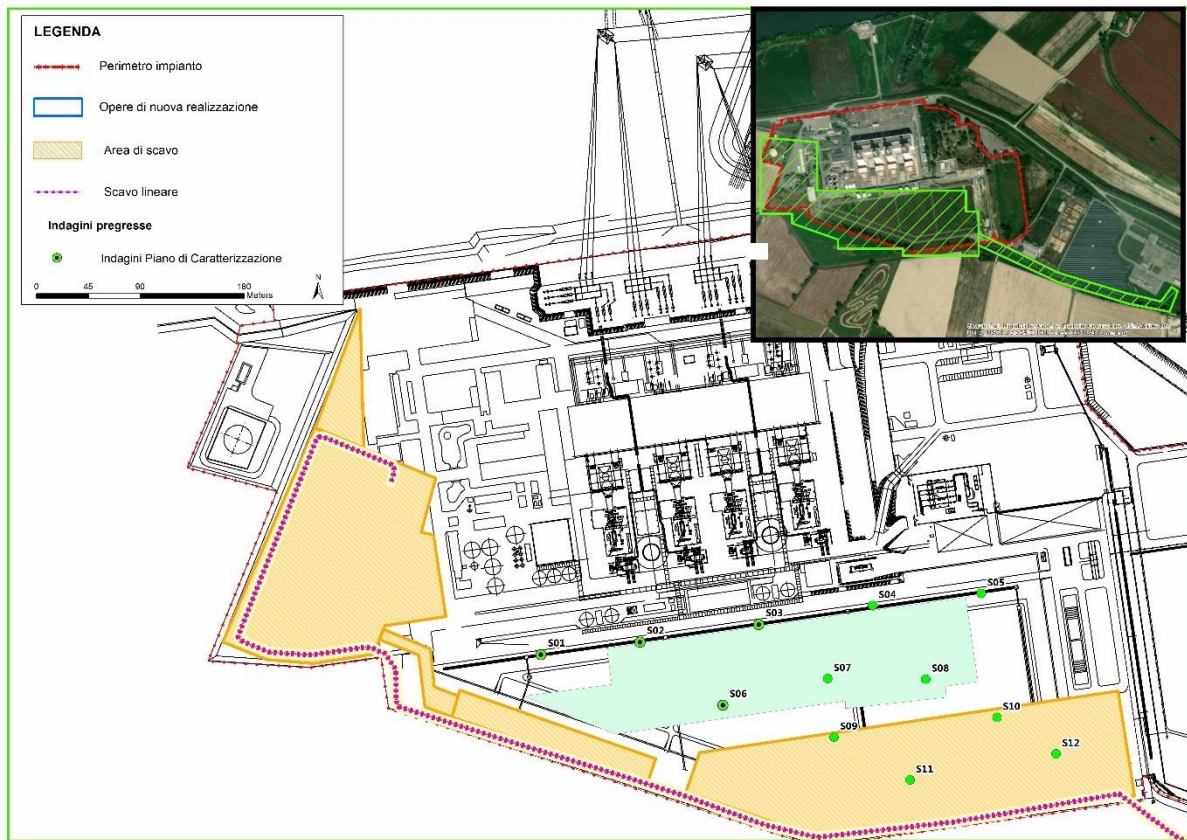 LEGENDA
Perimetro impianto
Opere di nuova realizzazione
Area di scavo
Scavo lineare
Indagini pregresse
Indagini Piano di Caratterizzazione
N
0 45 90 180
Meters
S05
S04
S03
S02
S01
S07
S08
S06
S10
S09
S12
S11